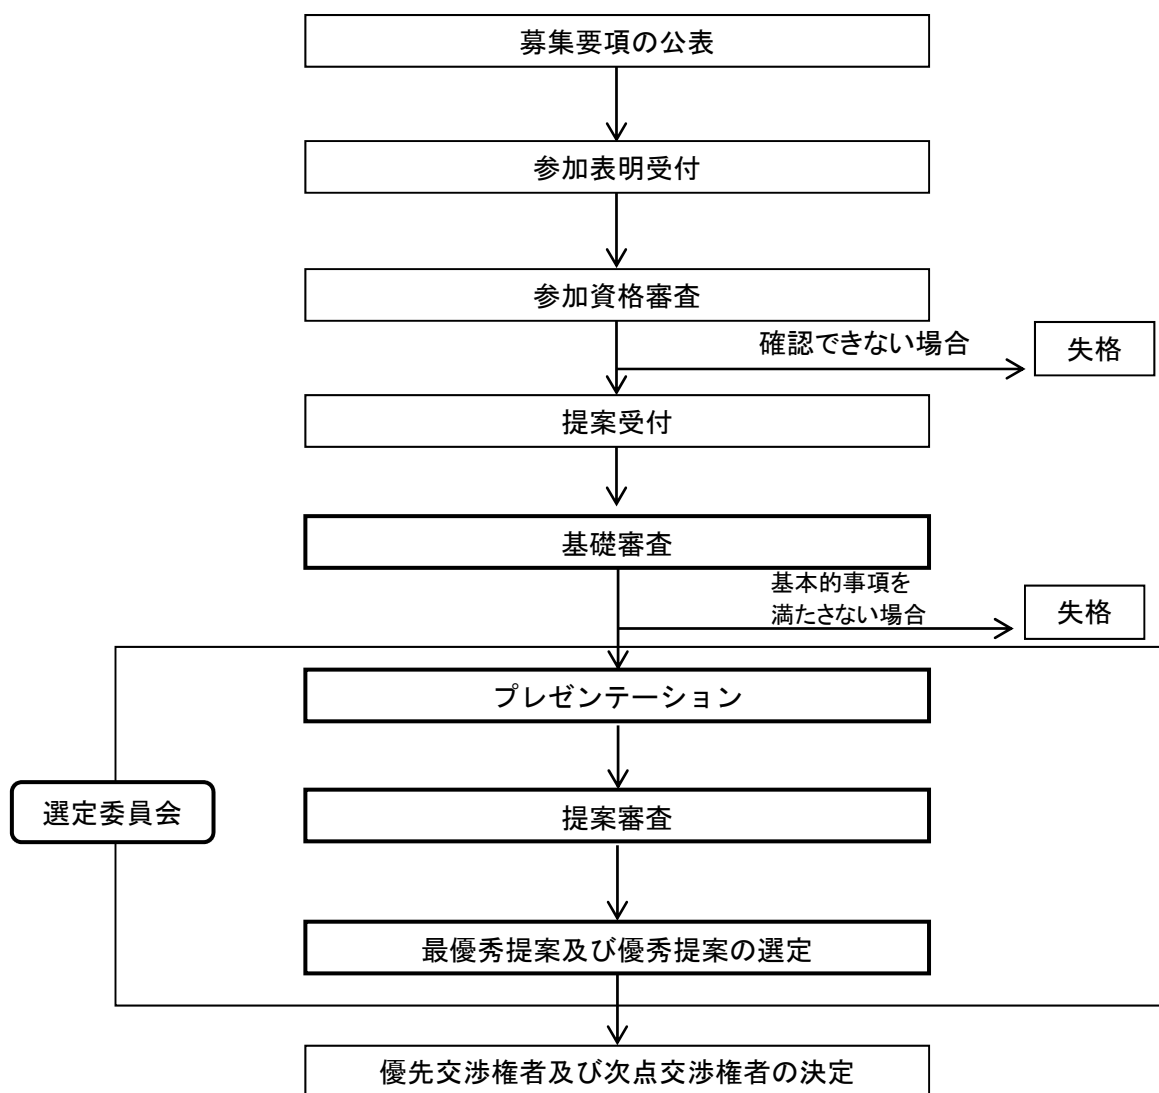 募集要項の公表
参加表明受付
参加資格審査
確認できない場合
失格
提案受付
基礎審査
基本的事項を
満たさない場合
失格
プレゼンテーション
選定委員会
提案審査
最優秀提案及び優秀提案の選定
優先交渉権者及び次点交渉権者の決定